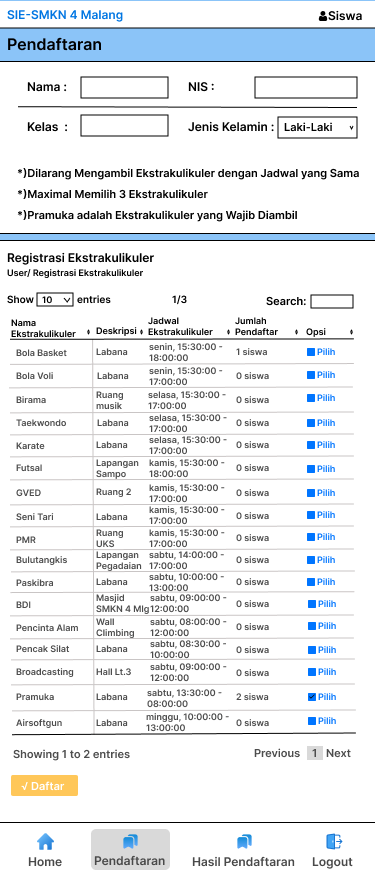 SIE-SMKN 4 Malang Siswa
Pendaftaran
Nama : NIS :
Kelas : Jenis Kelamin : Laki-Laki
*)Dilarang Mengambil Ekstrakulikuler dengan Jadwal yang Sama
*)Maximal Memilih 3 Ekstrakulikuler
*)Pramuka adalah Ekstrakulikuler yang Wajib Diambil
Registrasi Ekstrakulikuler
User/ Registrasi Ekstrakulikuler
Show 10 entries 1/3 Search:
Nama Ekstrakulikuler Deskripsi Jadwal Ekstrakulikuler Jumlah Pendaftar Opsi
Bola Basket Labana senin, 15:30:00 - 18:00:00 1 siswa Pilih
Bola Voli Labana senin, 15:30:00 - 17:00:00 0 siswa Pilih
Birama Ruang musik selasa, 15:30:00 - 17:00:00 0 siswa Pilih
Taekwondo Labana selasa, 15:30:00 - 17:00:00 0 siswa Pilih
Karate Labana selasa, 15:30:00 - 17:00:00 0 siswa Pilih
Futsal Lapangan Sampo kamis, 15:30:00 - 18:00:00 0 siswa Pilih
GVED Ruang 2 kamis, 15:30:00 - 17:00:00 0 siswa Pilih
Seni Tari Labana kamis, 15:30:00 - 17:00:00 0 siswa Pilih
PMR Ruang UKS kamis, 15:30:00 - 17:00:00 0 siswa Pilih
Bulutangkis Lapangan Pegadaian sabtu, 14:00:00 - 17:00:00 0 siswa Pilih
Paskibra Labana sabtu, 10:00:00 - 13:00:00 0 siswa Pilih
BDI Masjid SMKN 4 Mlg sabtu, 09:00:00 - 12:00:00 0 siswa Pilih
Pencinta Alam Wall Climbing sabtu, 08:00:00 - 12:00:00 0 siswa Pilih
Pencak Silat Labana sabtu, 08:30:00 - 10:00:00 0 siswa Pilih
Broadcasting Hall Lt.3 sabtu, 09:00:00 - 12:00:00 0 siswa Pilih
Pramuka Labana sabtu, 13:30:00 - 08:00:00 2 siswa Pilih
Airsoftgun Labana minggu, 10:00:00 - 13:00:00 0 siswa Pilih
Showing 1 to 2 entries Previous 1 Next
√ Daftar
Home Pendaftaran Hasil Pendaftaran Logout